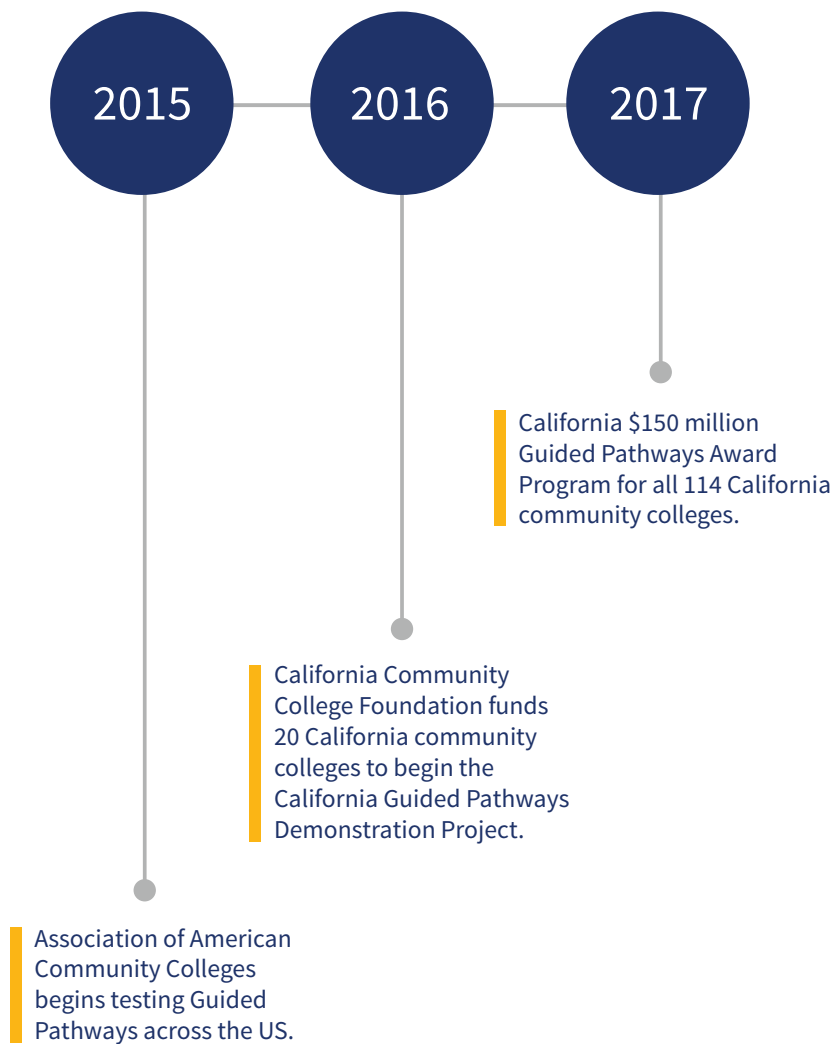 2015
2016
2017
California $150 million
Guided Pathways Award
Program for all 114 California
community colleges.
California Community
College Foundation funds
20 California community
colleges to begin the
California Guided Pathways
Demonstration Project.
Association of American
Community Colleges
begins testing Guided
Pathways across the US.